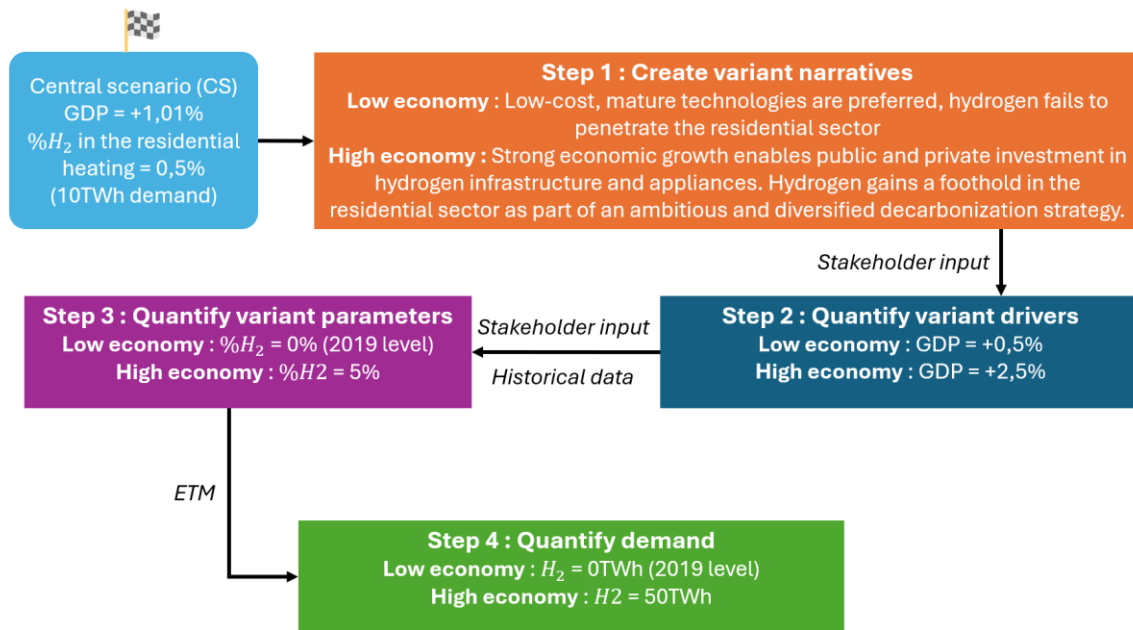 Central scenario (CS)
GDP = +1,01%
%H₂ in the residential
heating = 0,5%
(10TWh demand)
Step 1 : Create variant narratives
Low economy : Low-cost, mature technologies are preferred, hydrogen fails to
penetrate the residential sector
High economy : Strong economic growth enables public and private investment in
hydrogen infrastructure and appliances. Hydrogen gains a foothold in the
residential sector as part of an ambitious and diversified decarbonization strategy.
Stakeholder input
Step 2 : Quantify variant drivers
Low economy : GDP = +0,5%
High economy : GDP = +2,5%
Stakeholder input
Historical data
Step 3 : Quantify variant parameters
Low economy : %H₂ = 0% (2019 level)
High economy : %H2 = 5%
ETM
Step 4 : Quantify demand
Low economy : H₂ = 0TWh (2019 level)
High economy : H2 = 50TWh